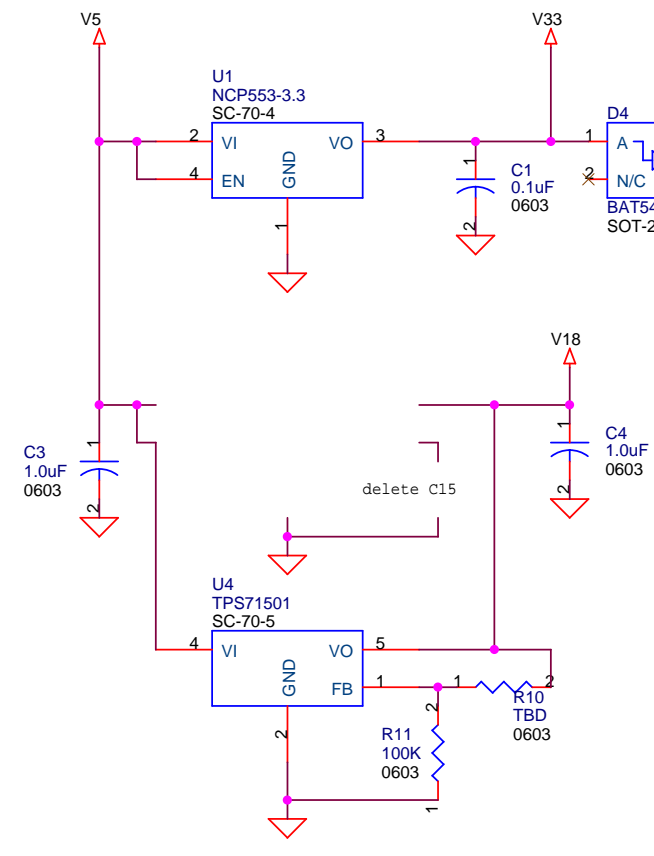 V5
V33
U1
NCP553-3.3
SC-70-4
2 VI
VO 3
4 EN
GND
1
1
C1
0.1uF
0603
2
D4
1 A
2 N/C
BAT54
SOT-2
V18
1
C3
1.0uF
0603
2
1
C4
1.0uF
0603
2
delete C15
U4
TPS71501
SC-70-5
4 VI
VO 5
GND
FB 1
2
1 2
R10
TBD
0603
2
R11
100K
0603
1